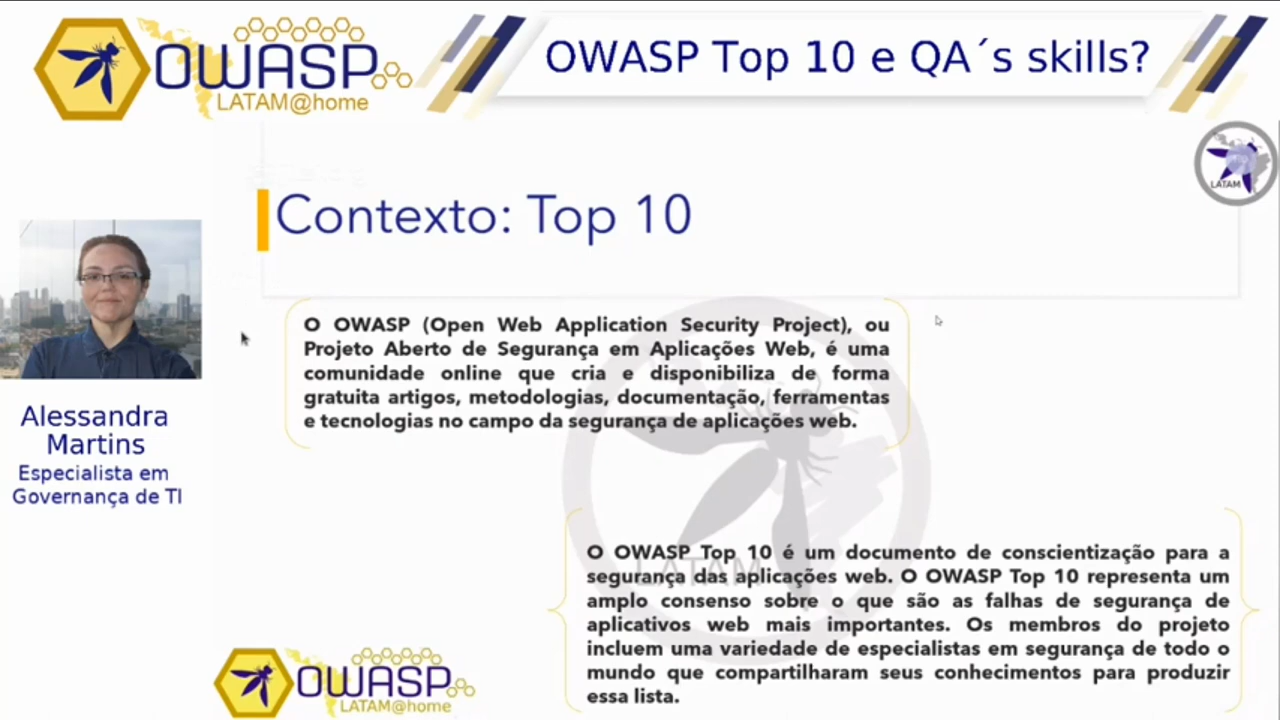 OWASP
LATAM@home
OWASP Top 10 e QA´s skills?
LATAM
Contexto: Top 10
O OWASP (Open Web Application Security Project), ou
Projeto Aberto de Segurança em Aplicações Web, é uma
comunidade online que cria e disponibiliza de forma
gratuita artigos, metodologias, documentação, ferramentas
e tecnologias no campo da segurança de aplicações web.
Alessandra
Martins
Especialista em
Governança de TI
O OWASP Top 10 é um documento de conscientização para a
segurança das aplicações web. O OWASP Top 10 representa um
amplo consenso sobre o que são as falhas de segurança de
aplicativos web mais importantes. Os membros do projeto
incluem uma variedade de especialistas em segurança de todo o
mundo que compartilharam seus conhecimentos para produzir
essa lista.
LATAM
OWASP
LATAM@home